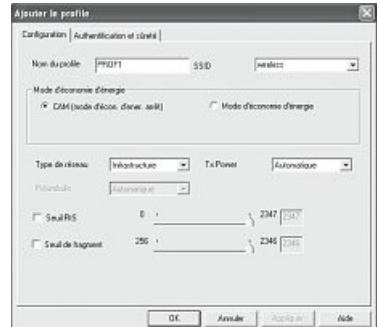 Ajouter le profile
Configuration Authentification et sûreté
Nom du profile PROF1 SSID wireless
Mode d'économie d'énergie
CAM (mode d'écon. d'ener. arrêt) Mode d'économie d'énergie
Type de réseau Infrastructure Tx Power Automatique
Préambule Automatique
Seuil RtS 0 2347 2347
Seuil de fragment 256 2346 2346
OK Annuler Appliquer Aide